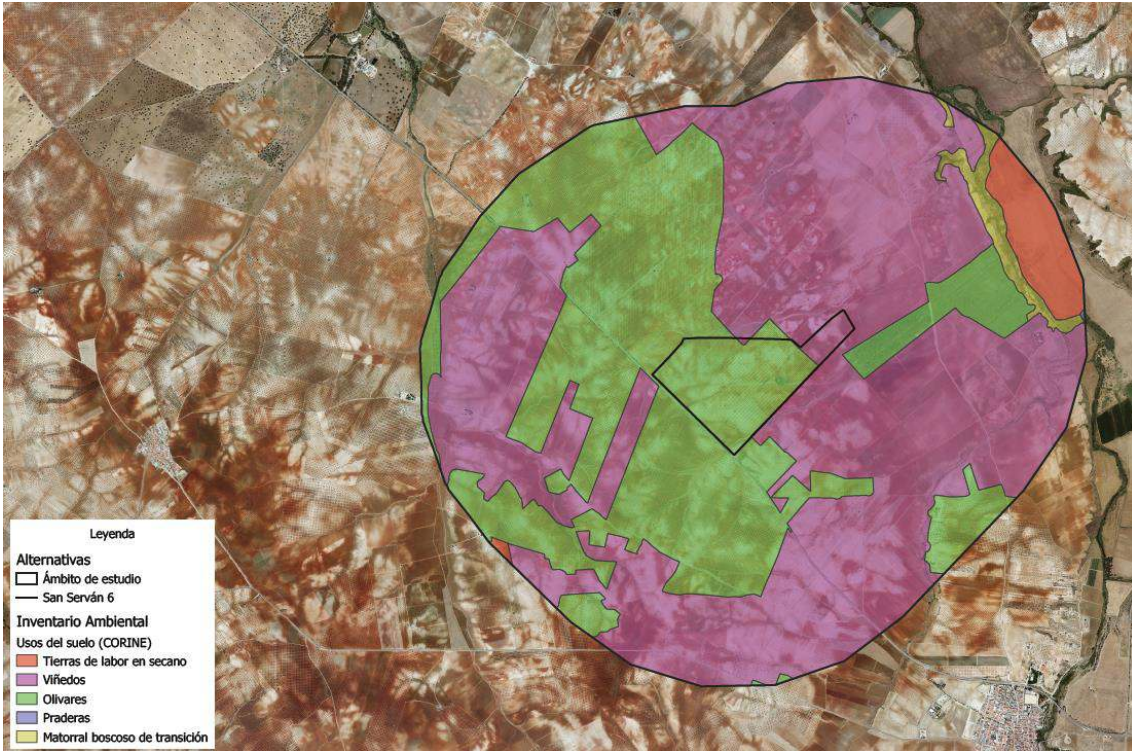 Leyenda
Alternativas
Ámbito de estudio
San Serván 6
Inventario Ambiental
Usos del suelo (CORINE)
Tierras de labor en secano
Viñedos
Olivares
Praderas
Matorral boscoso de transición